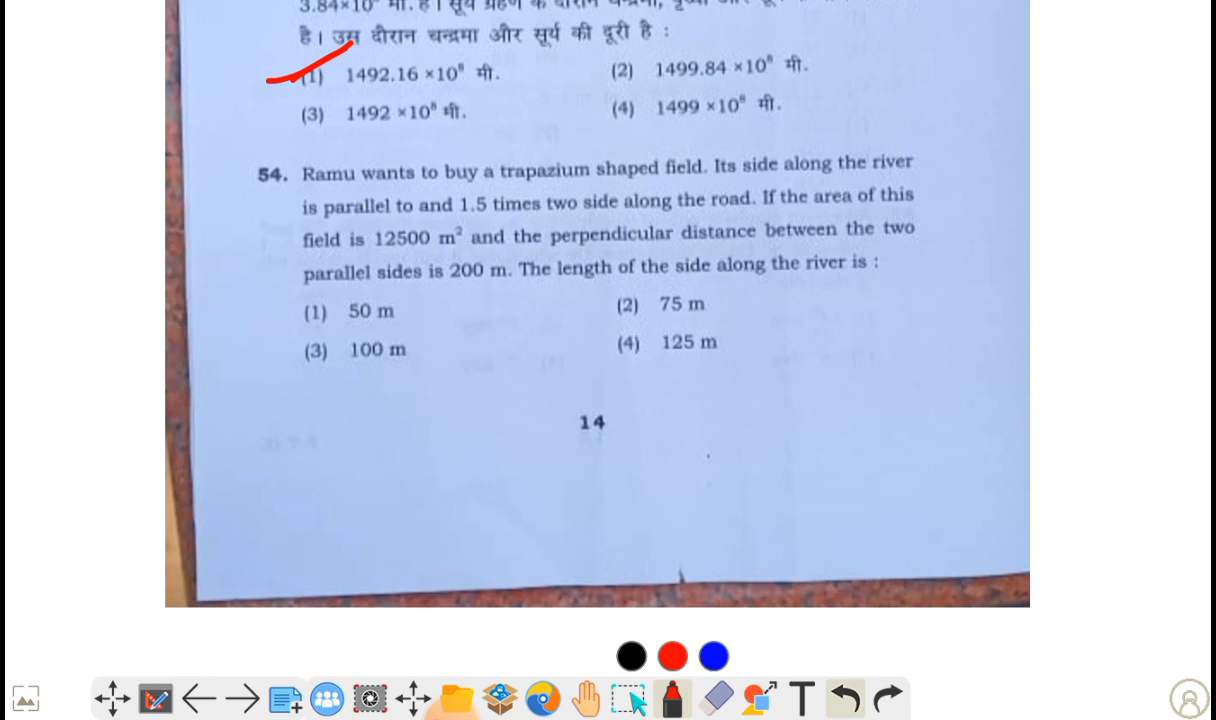 है। उस दौरान चन्द्रमा और सूर्य की दूरी है :
(1) 1492.16 ×10⁸ मी. (2) 1499.84 ×10⁸ मी.
(3) 1492 ×10⁸ मी. (4) 1499 ×10⁸ मी.
54. Ramu wants to buy a trapazium shaped field. Its side along the river
is parallel to and 1.5 times two side along the road. If the area of this
field is 12500 m² and the perpendicular distance between the two
parallel sides is 200 m. The length of the side along the river is :
(1) 50 m (2) 75 m
(3) 100 m (4) 125 m
14
T